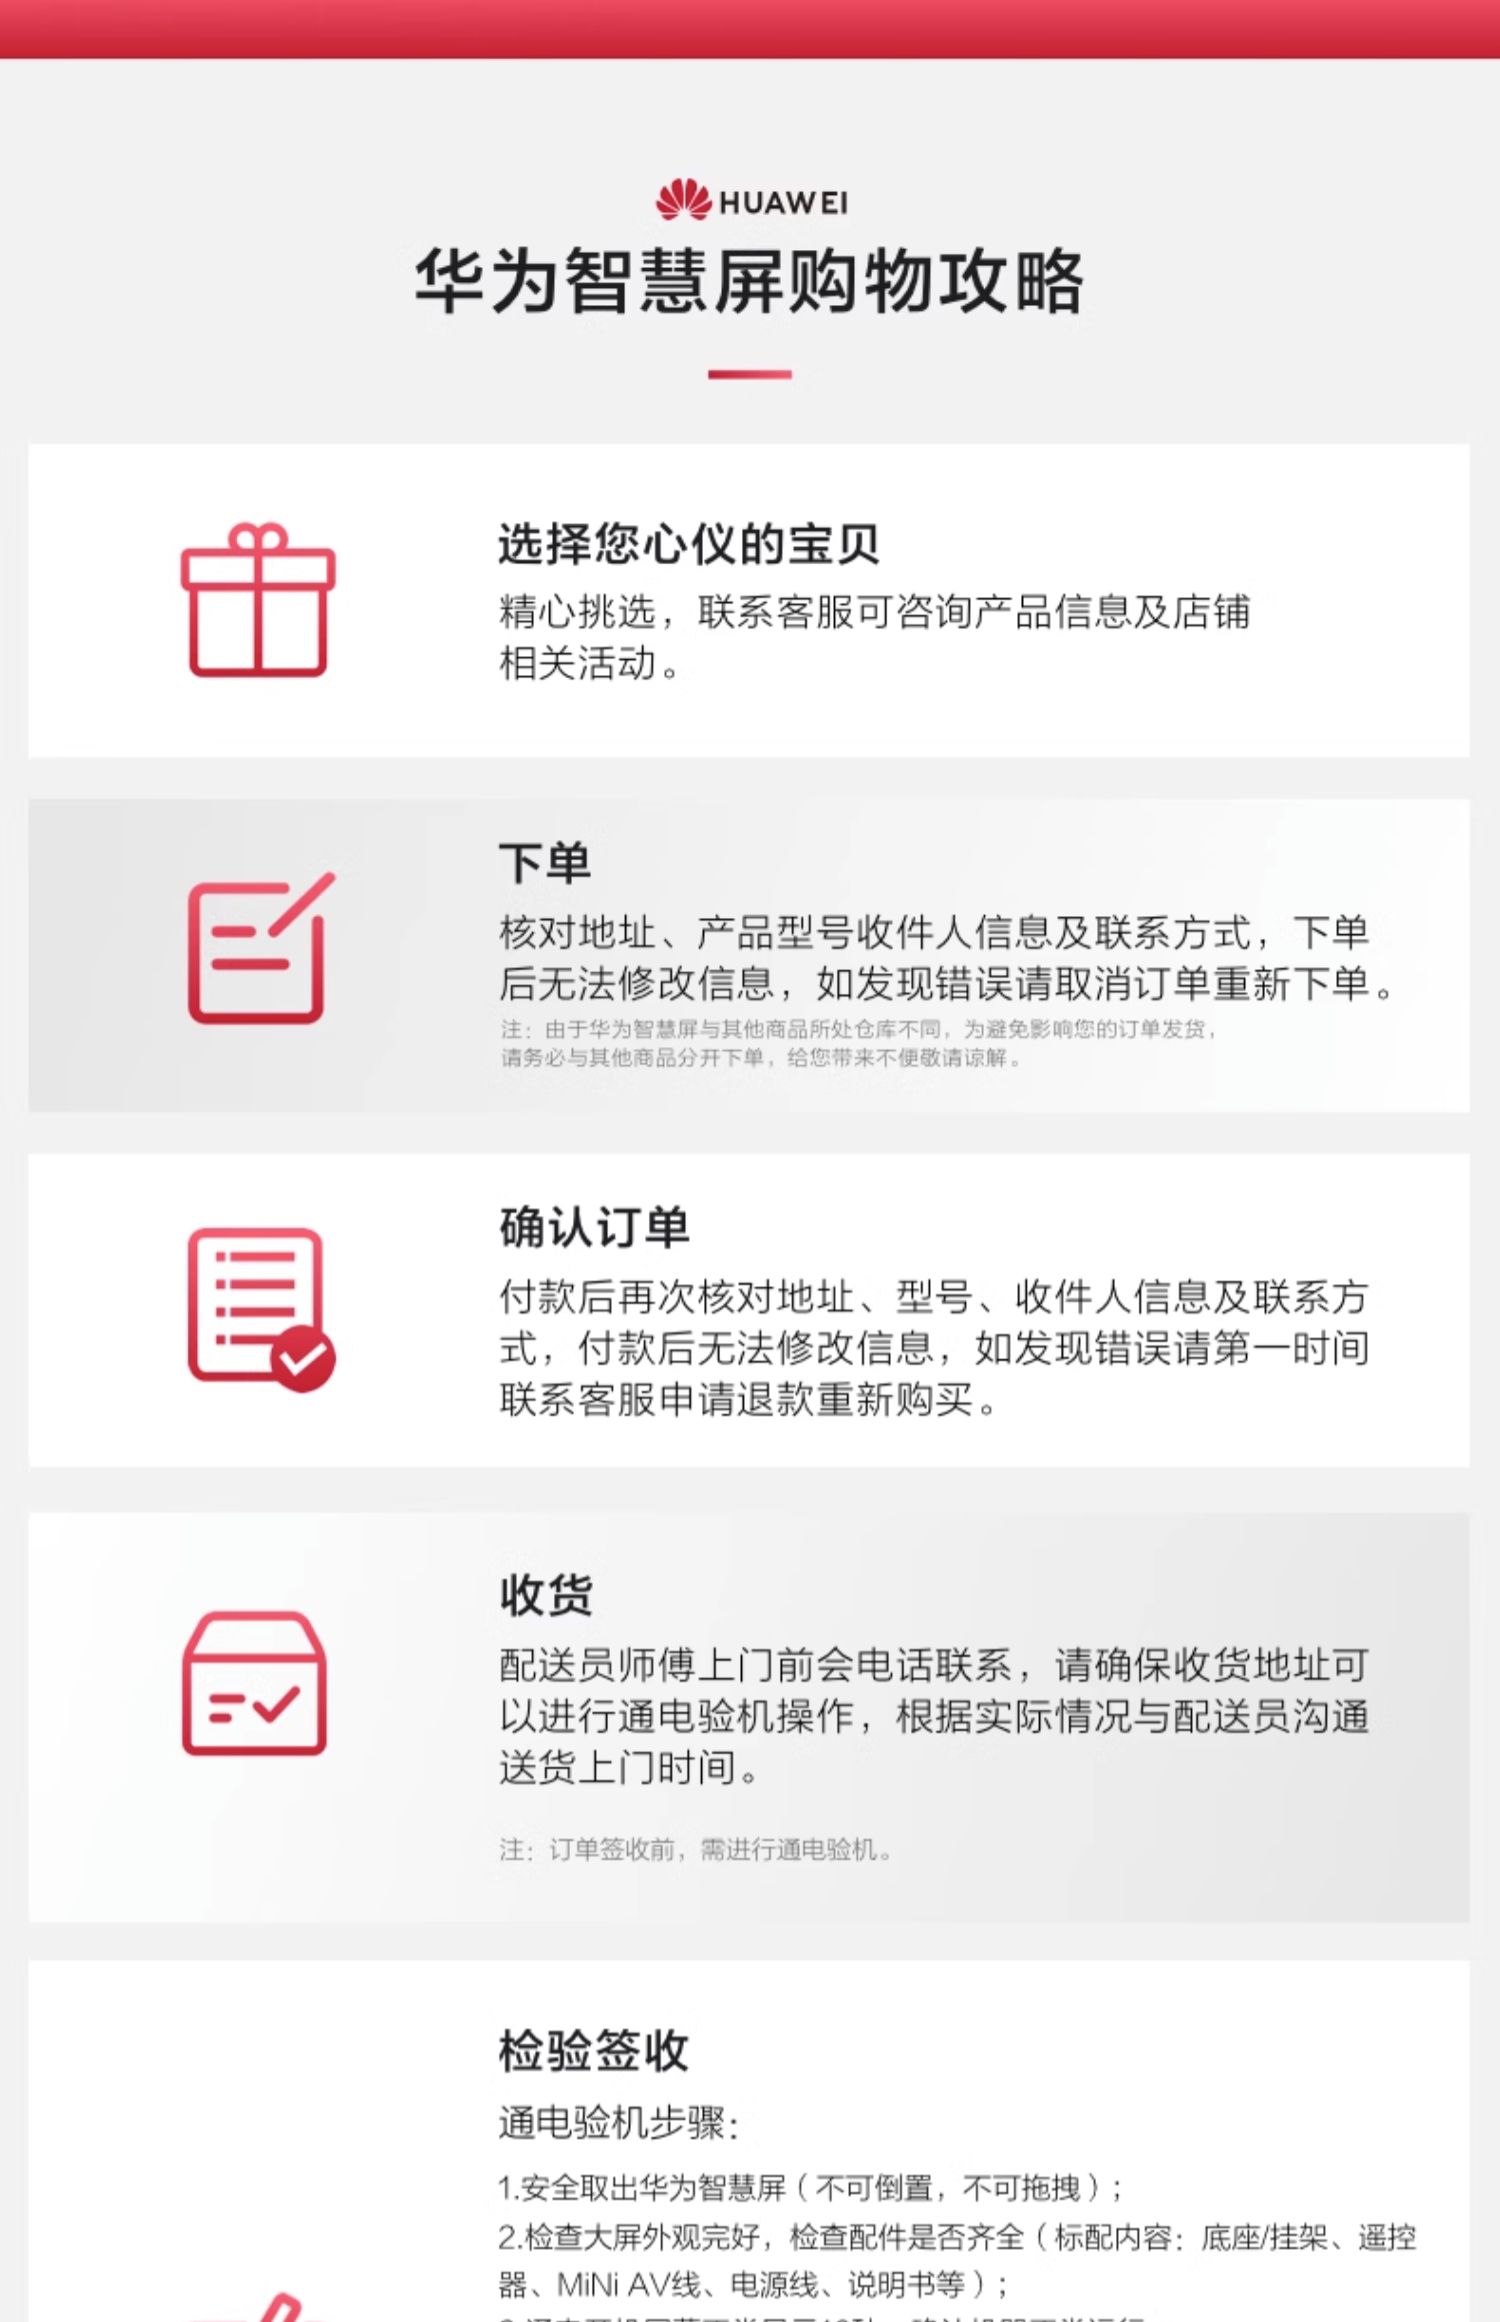 HUAWEI
华为智慧屏购物攻略
选择您心仪的宝贝
精心挑选，联系客服可咨询产品信息及店铺
相关活动。
下单
核对地址、产品型号收件人信息及联系方式，下单
后无法修改信息，如发现错误请取消订单重新下单。
注：由于华为智慧屏与其他商品所处仓库不同，为避免影响您的订单发货，
请务必与其他商品分开下单，给您带来不便敬请谅解。
确认订单
付款后再次核对地址、型号、收件人信息及联系方
式，付款后无法修改信息，如发现错误请第一时间
联系客服申请退款重新购买。
收货
配送员师傅上门前会电话联系，请确保收货地址可
以进行通电验机操作，根据实际情况与配送员沟通
送货上门时间。
注：订单签收前，需进行通电验机。
检验签收
通电验机步骤：
1.安全取出华为智慧屏（不可倒置，不可拖拽）；
2.检查大屏外观完好，检查配件是否齐全（标配内容：底座/挂架、遥控
器、MiNi AV线、电源线、说明书等）；